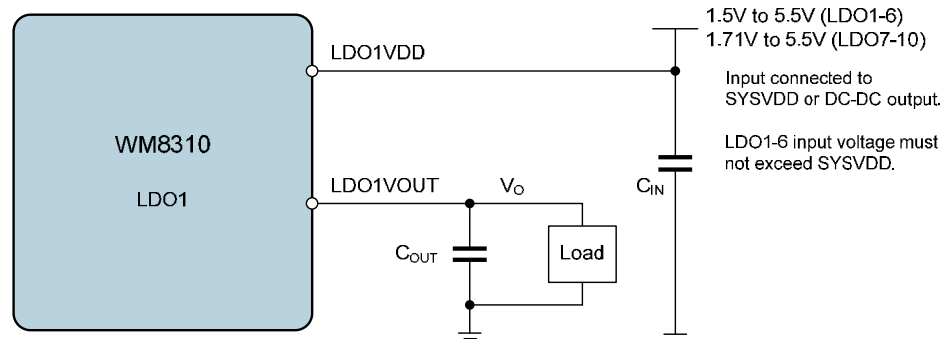 1.5V to 5.5V (LDO1-6)
1.71V to 5.5V (LDO7-10)
LDO1VDD
Input connected to
SYSVDD or DC-DC output.
WM8310
LDO1-6 input voltage must
not exceed SYSVDD.
LDO1
LDO1VOUT
VO
CIN
COUT
Load